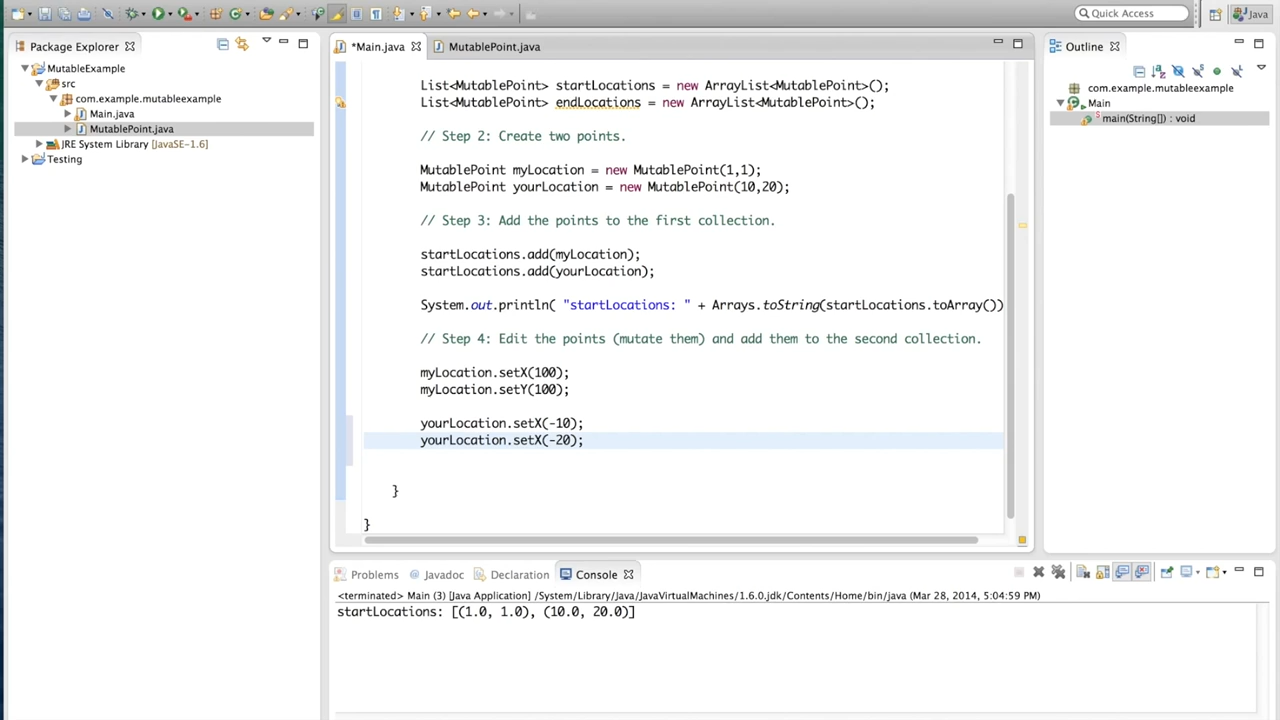 Quick Access
Java
Package Explorer
MutableExample
src
com.example.mutableexample
Main.java
MutablePoint.java
JRE System Library [JavaSE-1.6]
Testing
*Main.java
MutablePoint.java
List<MutablePoint> startLocations = new ArrayList<MutablePoint>();
List<MutablePoint> endLocations = new ArrayList<MutablePoint>();
// Step 2: Create two points.
MutablePoint myLocation = new MutablePoint(1,1);
MutablePoint yourLocation = new MutablePoint(10,20);
// Step 3: Add the points to the first collection.
startLocations.add(myLocation);
startLocations.add(yourLocation);
System.out.println( "startLocations: " + Arrays.toString(startLocations.toArray())
// Step 4: Edit the points (mutate them) and add them to the second collection.
myLocation.setX(100);
myLocation.setY(100);
yourLocation.setX(-10);
yourLocation.setX(-20);
}
}
Outline
com.example.mutableexample
Main
main(String[]) : void
Problems
@ Javadoc
Declaration
Console
<terminated> Main (3) [Java Application] /System/Library/Java/JavaVirtualMachines/1.6.0.jdk/Contents/Home/bin/java (Mar 28, 2014, 5:04:59 PM)
startLocations: [(1.0, 1.0), (10.0, 20.0)]